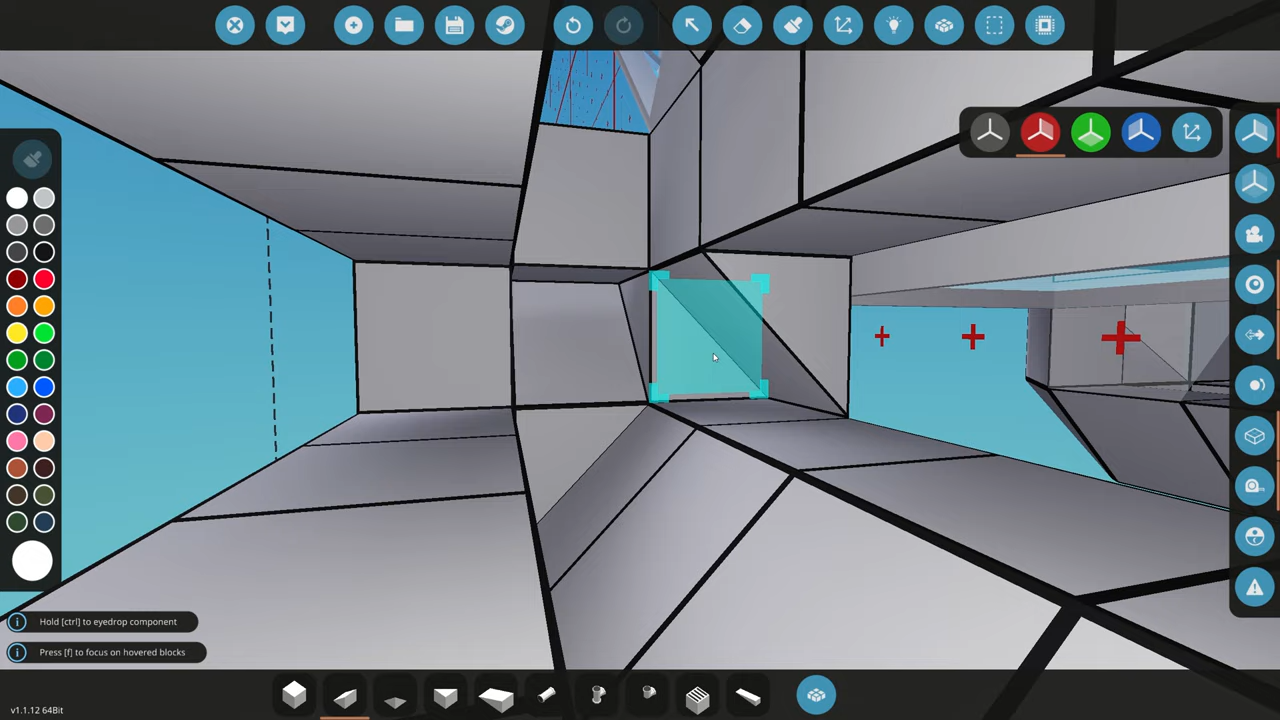 Hold [ctrl] to eyedrop component
Press [f] to focus on hovered blocks
v1.1.12 64Bit